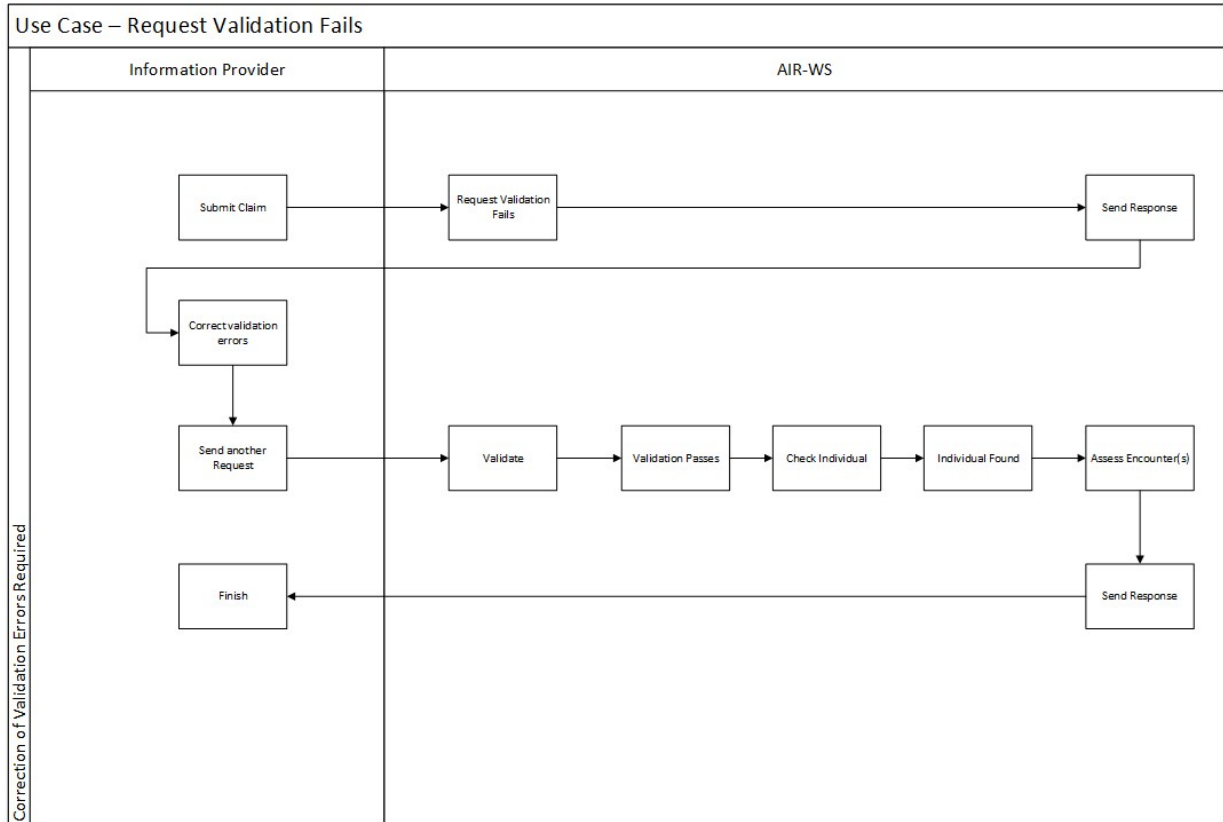 Use Case – Request Validation Fails
Information Provider
AIR-WS
Submit Claim
Request Validation
Fails
Send Response
Correct validation
errors
Send another
Request
Validate
Validation Passes
Check Individual
Individual Found
Assess Encounter(s)
Finish
Send Response
Correction of Validation Errors Required